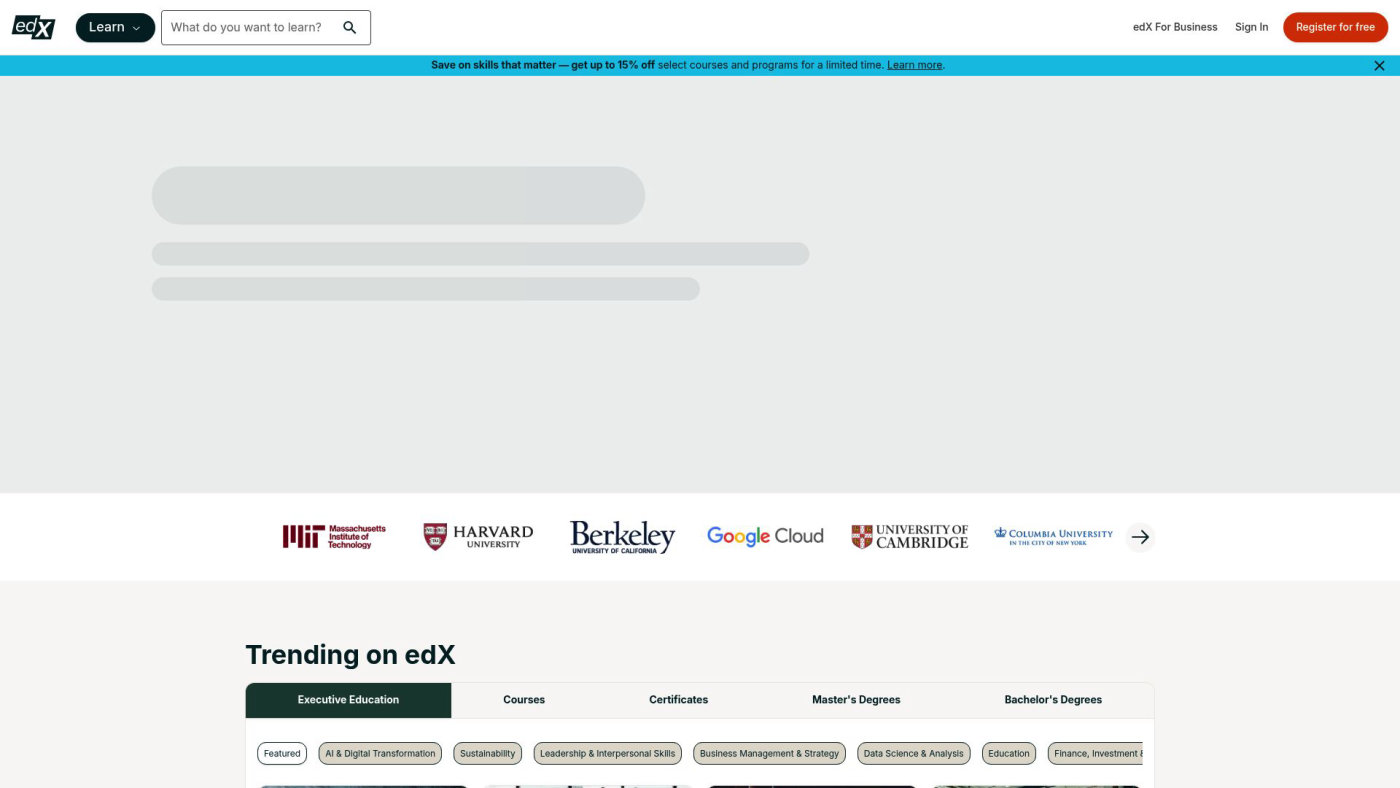 edX
Learn
What do you want to learn?
edX For Business
Sign In
Register for free
Save on skills that matter — get up to 15% off select courses and programs for a limited time. Learn more.
Massachusetts
Institute of
Technology
HARVARD
UNIVERSITY
Berkeley
UNIVERSITY OF CALIFORNIA
Google Cloud
UNIVERSITY OF
CAMBRIDGE
COLUMBIA UNIVERSITY
IN THE CITY OF NEW YORK
Trending on edX
Executive Education
Courses
Certificates
Master's Degrees
Bachelor's Degrees
Featured
AI & Digital Transformation
Sustainability
Leadership & Interpersonal Skills
Business Management & Strategy
Data Science & Analysis
Education
Finance, Investment &